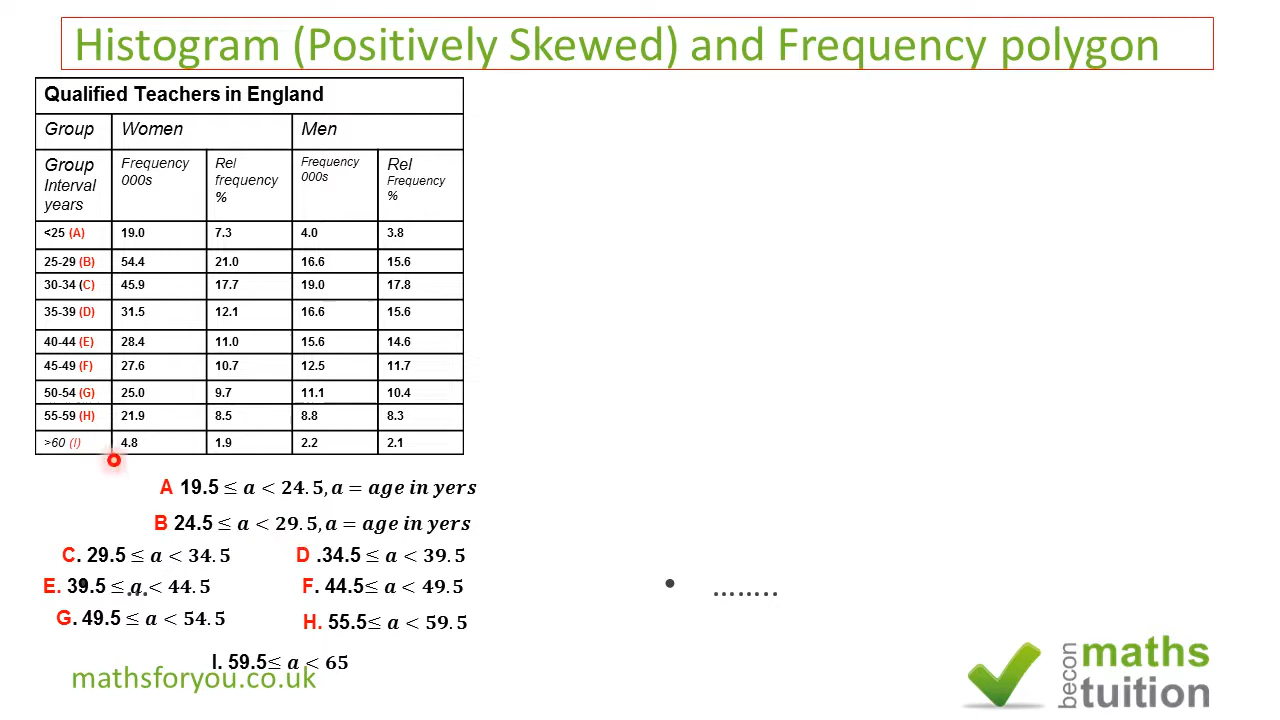 Histogram (Positively Skewed) and Frequency polygon
Qualified Teachers in England
Group Women Men
Group Interval years Frequency 000s Rel frequency % Frequency 000s Rel Frequency %
<25 (A) 19.0 7.3 4.0 3.8
25-29 (B) 54.4 21.0 16.6 15.6
30-34 (C) 45.9 17.7 19.0 17.8
35-39 (D) 31.5 12.1 16.6 15.6
40-44 (E) 28.4 11.0 15.6 14.6
45-49 (F) 27.6 10.7 12.5 11.7
50-54 (G) 25.0 9.7 11.1 10.4
55-59 (H) 21.9 8.5 8.8 8.3
>60 (I) 4.8 1.9 2.2 2.1
A 19.5 ≤ a < 24.5, a = age in yers
B 24.5 ≤ a < 29.5, a = age in yers
C. 29.5 ≤ a < 34.5 D .34.5 ≤ a < 39.5
E. 39.5 ≤ a < 44.5 F. 44.5≤ a < 49.5
• ........
G. 49.5 ≤ a < 54.5 H. 55.5≤ a < 59.5
I. 59.5≤ a < 65
mathsforyou.co.uk
becon maths tuition